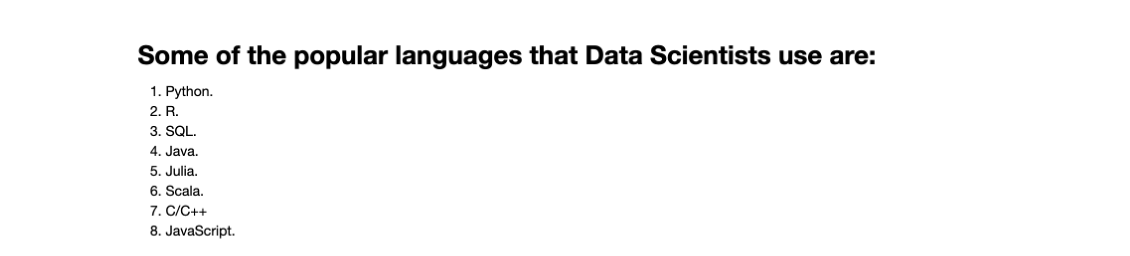 Some of the popular languages that Data Scientists use are:
1. Python.
2. R.
3. SQL.
4. Java.
5. Julia.
6. Scala.
7. C/C++
8. JavaScript.